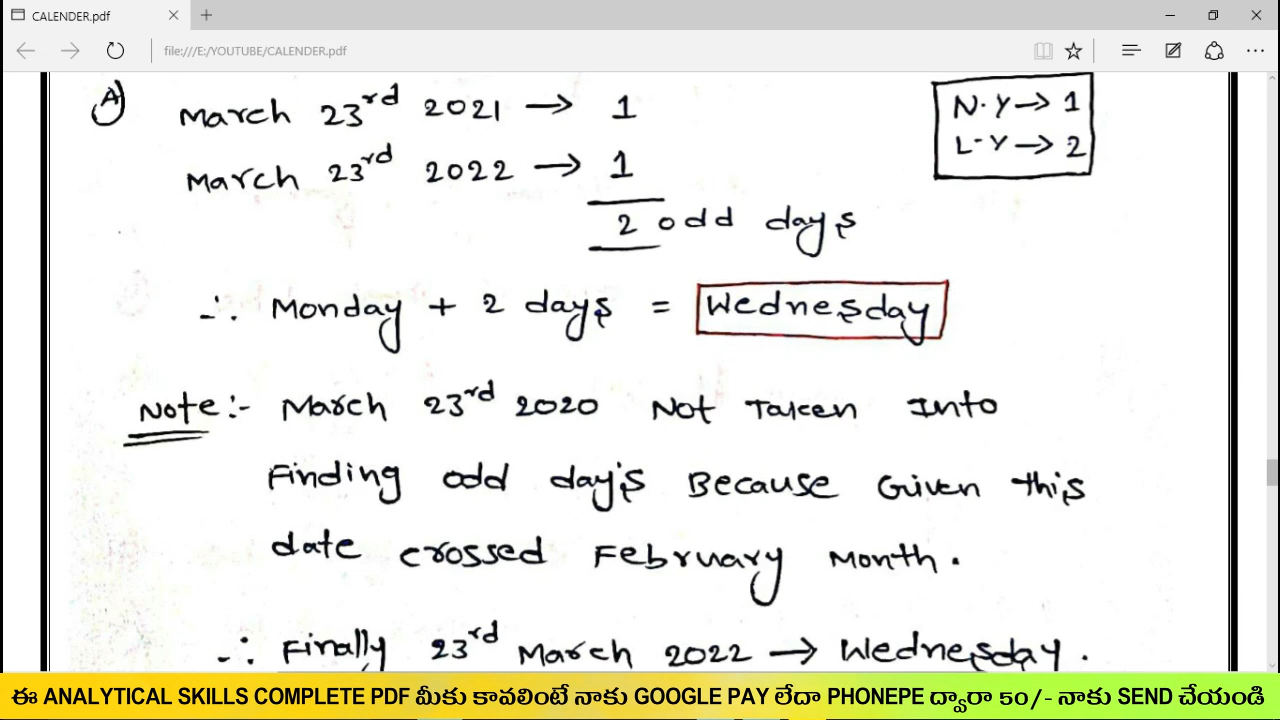 CALENDER.pdf
file:///E:/YOUTUBE/CALENDER.pdf
A) March 23rd 2021 → 1
N.Y → 1
L-Y → 2
March 23rd 2022 → 1
2 odd days
∴ Monday + 2 days = Wednesday
Note:- March 23rd 2020 Not Taken Into
Finding odd day's Because Given this
date crossed February Month.
∴ Finally 23rd March 2022 → Wednesday.
ఈ ANALYTICAL SKILLS COMPLETE PDF మీకు కావలింటే నాకు GOOGLE PAY లేదా PHONEPE ద్వారా 50/- నాకు SEND చేయండి